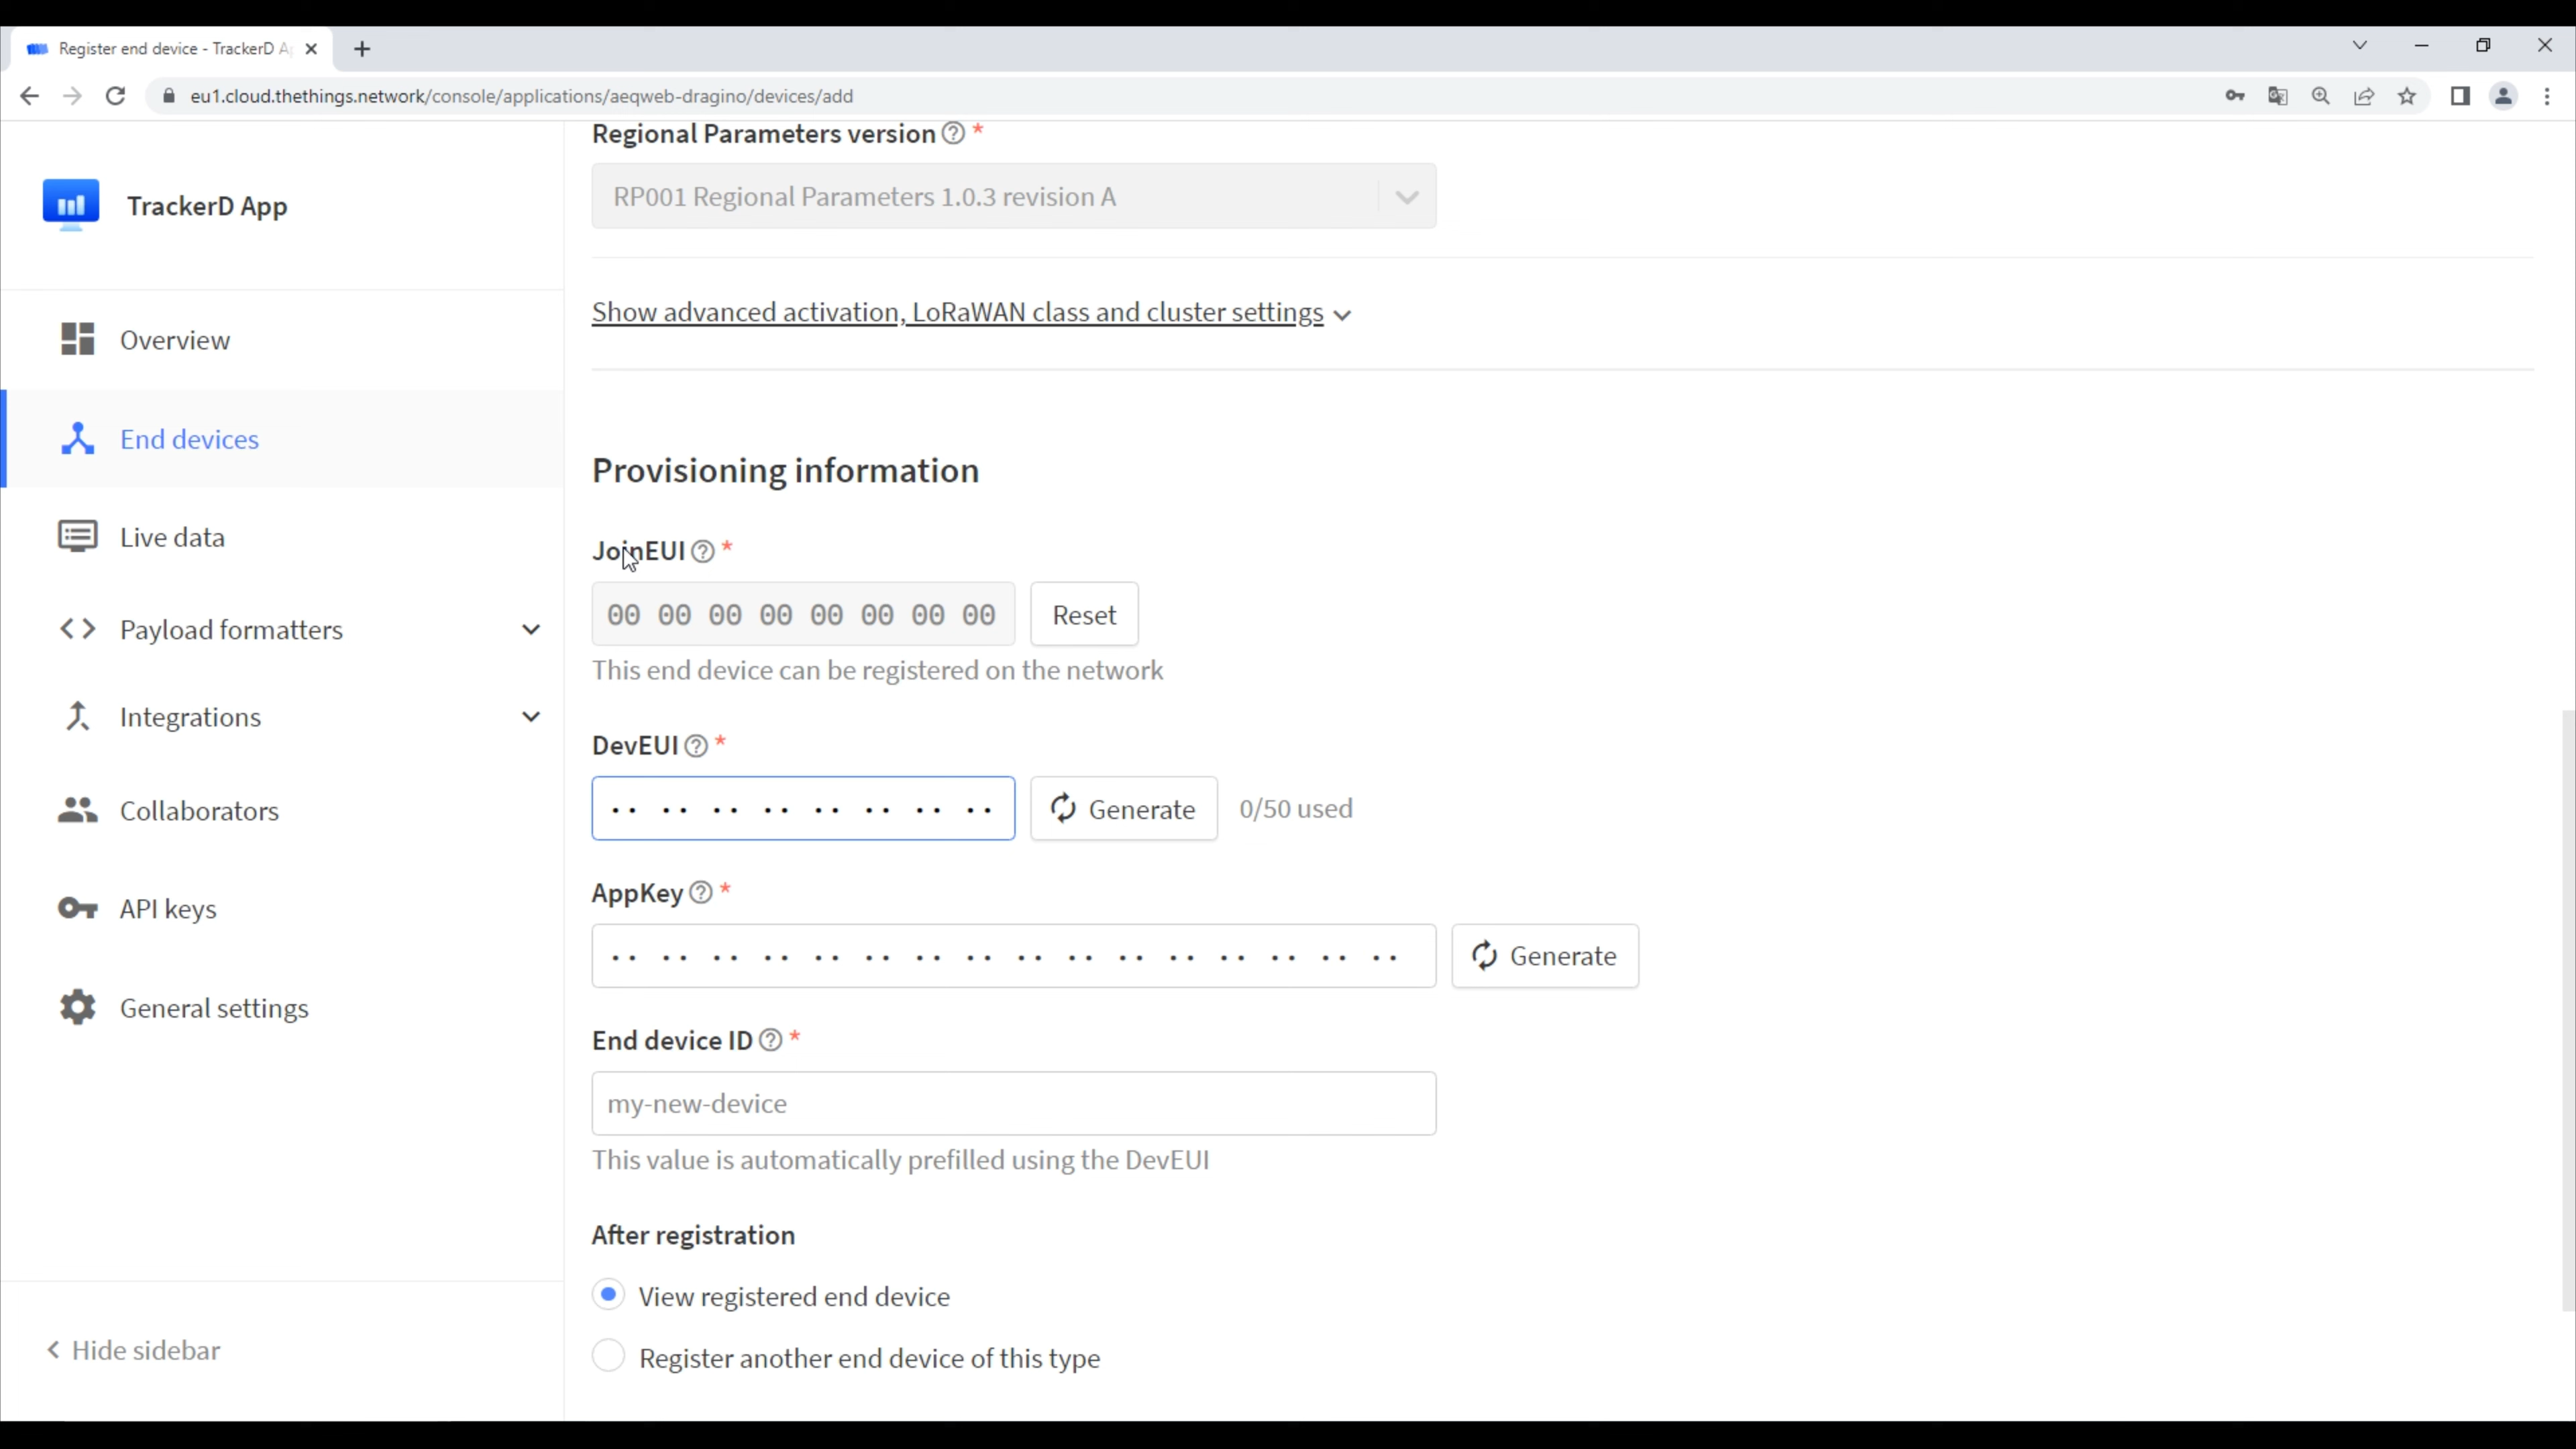 Register end device - TrackerD A
eu1.cloud.thethings.network/console/applications/aeqweb-dragino/devices/add
TrackerD App
Overview
End devices
Live data
Payload formatters
Integrations
Collaborators
API keys
General settings
Hide sidebar
Regional Parameters version *
RP001 Regional Parameters 1.0.3 revision A
Show advanced activation, LoRaWAN class and cluster settings
Provisioning information
JoinEUI *
00 00 00 00 00 00 00 00 Reset
This end device can be registered on the network
DevEUI *
·· ·· ·· ·· ·· ·· ·· ·· Generate 0/50 used
AppKey *
·· ·· ·· ·· ·· ·· ·· ·· ·· ·· ·· ·· ·· ·· ·· ·· Generate
End device ID *
my-new-device
This value is automatically prefilled using the DevEUI
After registration
View registered end device
Register another end device of this type